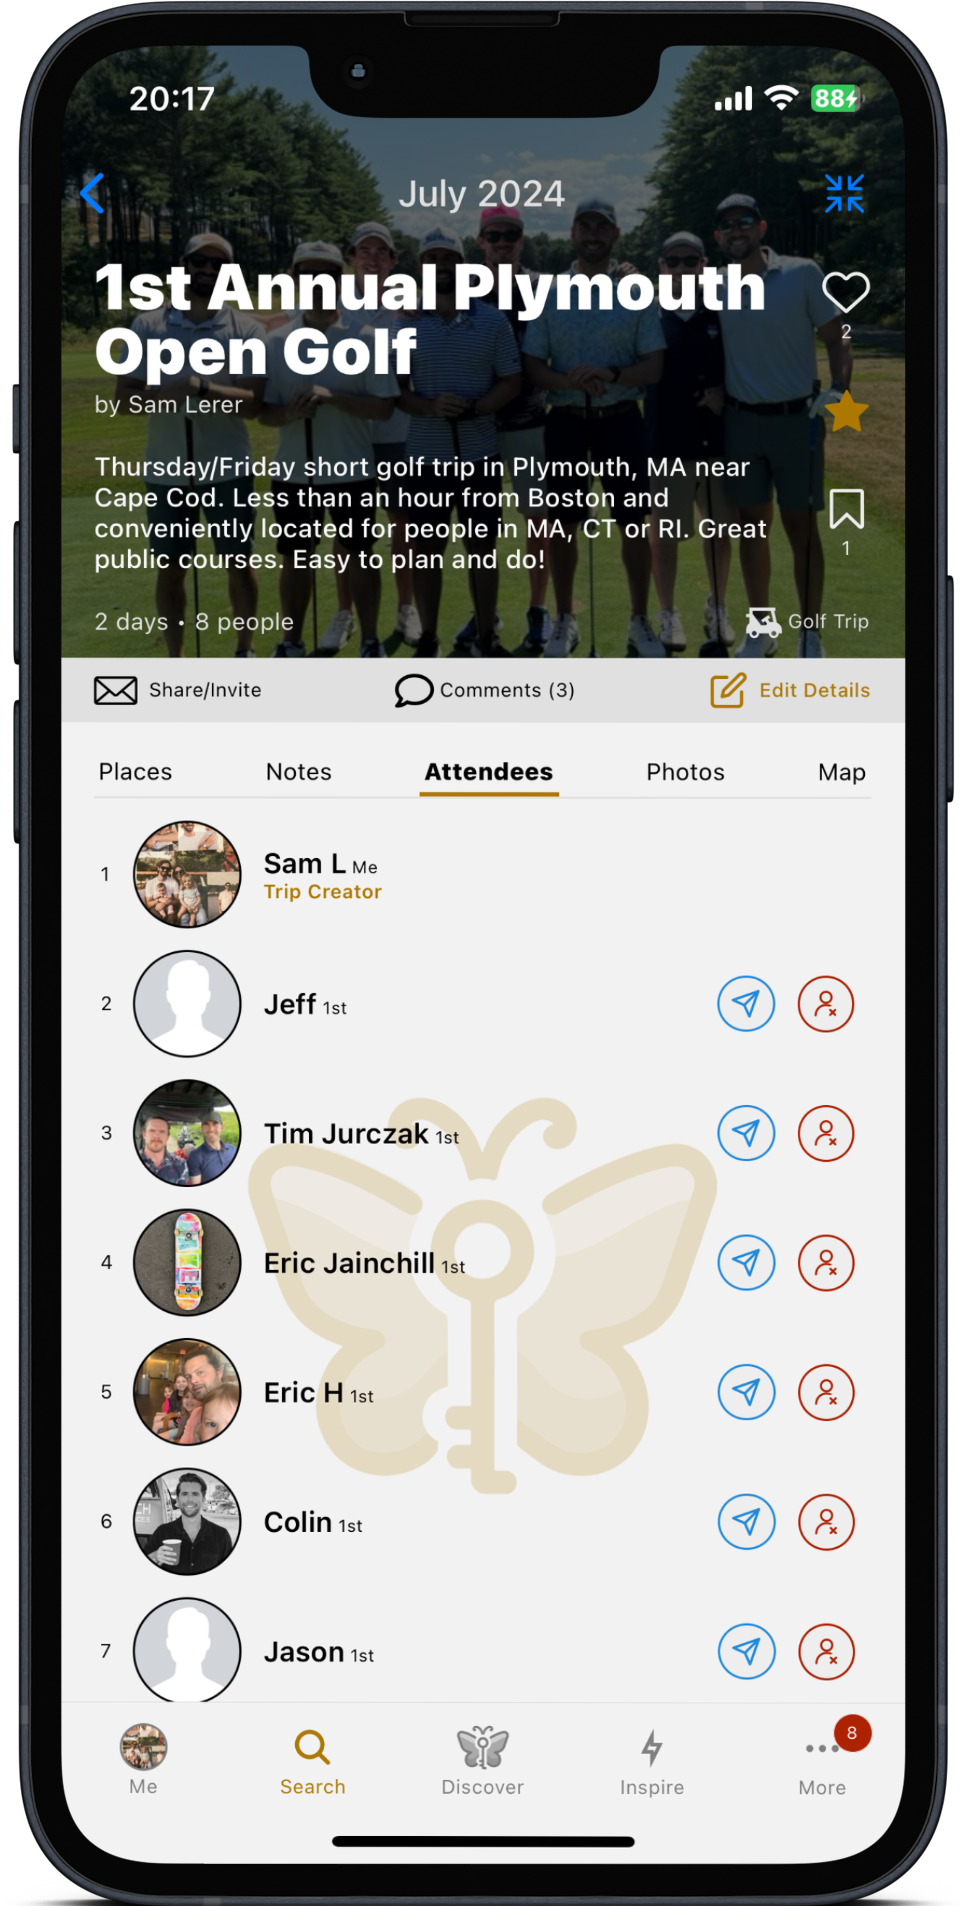 20:17
88
July 2024
1st Annual Plymouth
Open Golf
by Sam Lerer
2
Thursday/Friday short golf trip in Plymouth, MA near
Cape Cod. Less than an hour from Boston and
conveniently located for people in MA, CT or RI. Great
public courses. Easy to plan and do!
1
2 days • 8 people
Golf Trip
Share/Invite
Comments (3)
Edit Details
Places
Notes
Attendees
Photos
Map
1
Sam L Me
Trip Creator
2
Jeff 1st
3
Tim Jurczak 1st
4
Eric Jainchill 1st
5
Eric H 1st
6
Colin 1st
7
Jason 1st
8
Me
Search
Discover
Inspire
More